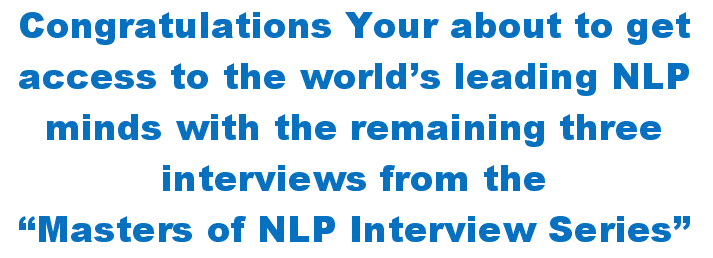 Congratulations Your about to get
access to the world’s leading NLP
minds with the remaining three
interviews from the
“Masters of NLP Interview Series”